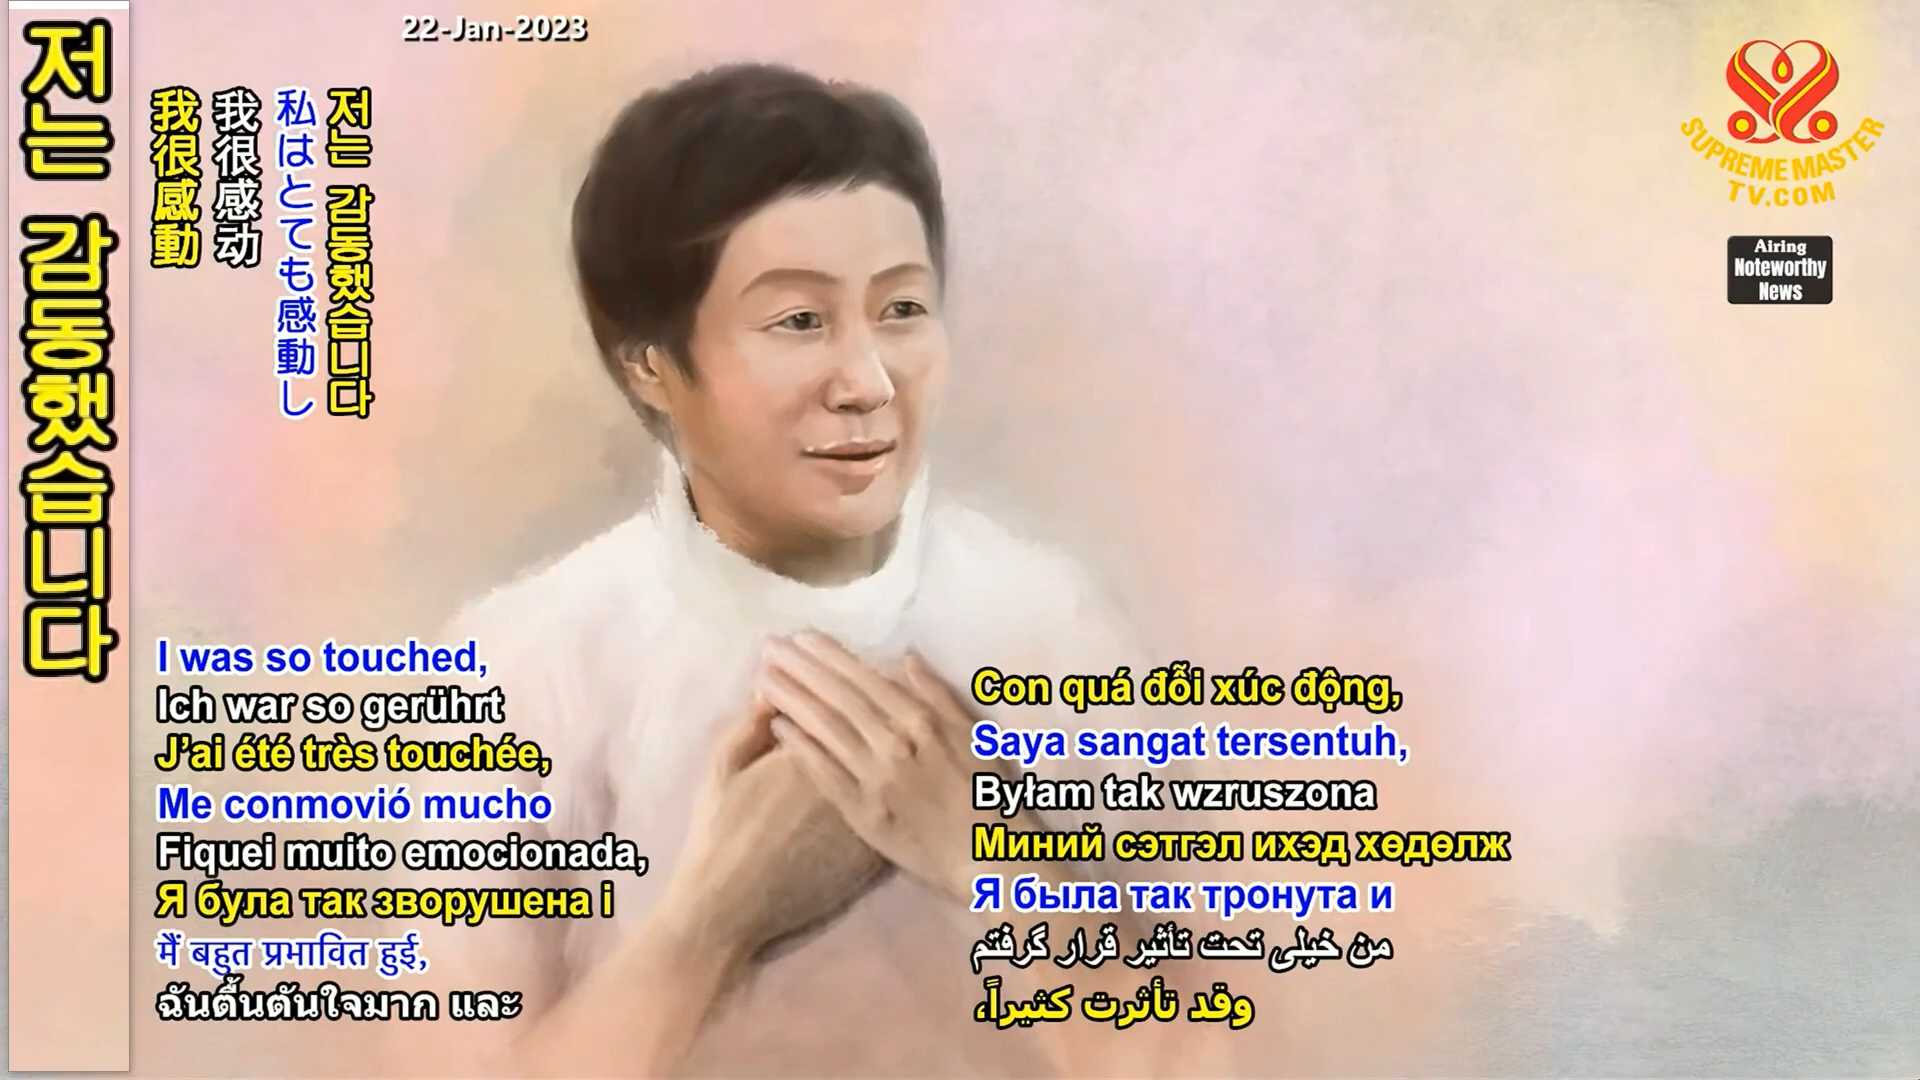 22-Jan-2023
저는 감동했습니다
我很感動
我很感动
私はとても感動し
저는 감동했습니다
SUPREME MASTER
TV.COM
Airing
Noteworthy
News
I was so touched,
Ich war so gerührt
J’ai été très touchée,
Me conmovió mucho
Fiquei muito emocionada,
Я була так зворушена і
मैं बहुत प्रभावित हुई,
ฉันตื้นตันใจมาก และ
Con quá đỗi xúc động,
Saya sangat tersentuh,
Byłam tak wzruszona
Миний сэтгэл ихэд хөдөлж
Я была так тронута и
من خیلی تحت تأثیر قرار گرفتم
وقد تأثرت كثيراً،